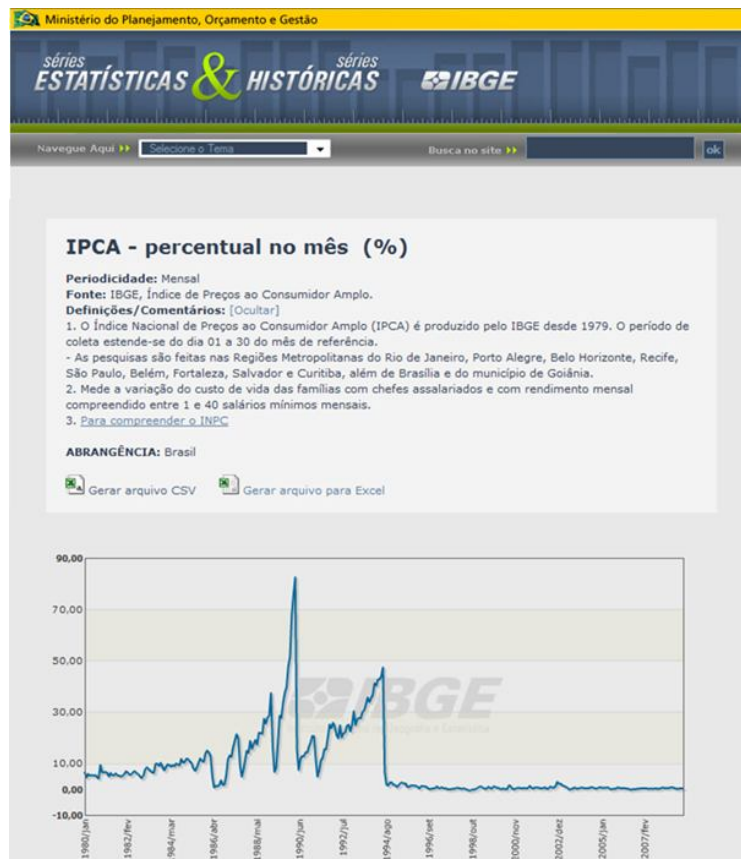 Ministério do Planejamento, Orçamento e Gestão
séries
ESTATÍSTICAS & HISTÓRICAS
séries
IBGE
Navegue Aqui
Selecione o Tema
Busca no site
ok
IPCA - percentual no mês (%)
Periodicidade: Mensal
Fonte: IBGE, Índice de Preços ao Consumidor Amplo.
Definições/Comentários: [Ocultar]
1. O Índice Nacional de Preços ao Consumidor Amplo (IPCA) é produzido pelo IBGE desde 1979. O período de
coleta estende-se do dia 01 a 30 do mês de referência.
- As pesquisas são feitas nas Regiões Metropolitanas do Rio de Janeiro, Porto Alegre, Belo Horizonte, Recife,
São Paulo, Belém, Fortaleza, Salvador e Curitiba, além de Brasília e do município de Goiânia.
2. Mede a variação do custo de vida das famílias com chefes assalariados e com rendimento mensal
compreendido entre 1 e 40 salários mínimos mensais.
3. Para compreender o INPC
ABRANGÊNCIA: Brasil
Gerar arquivo CSV
Gerar arquivo para Excel
90,00
70,00
50,00
30,00
10,00
0,00
-10,00
IBGE
1980/jan
1982/fev
1984/mar
1986/abr
1988/mai
1990/jun
1992/jul
1994/ago
1996/set
1998/out
2000/nov
2002/dez
2005/jan
2007/fev